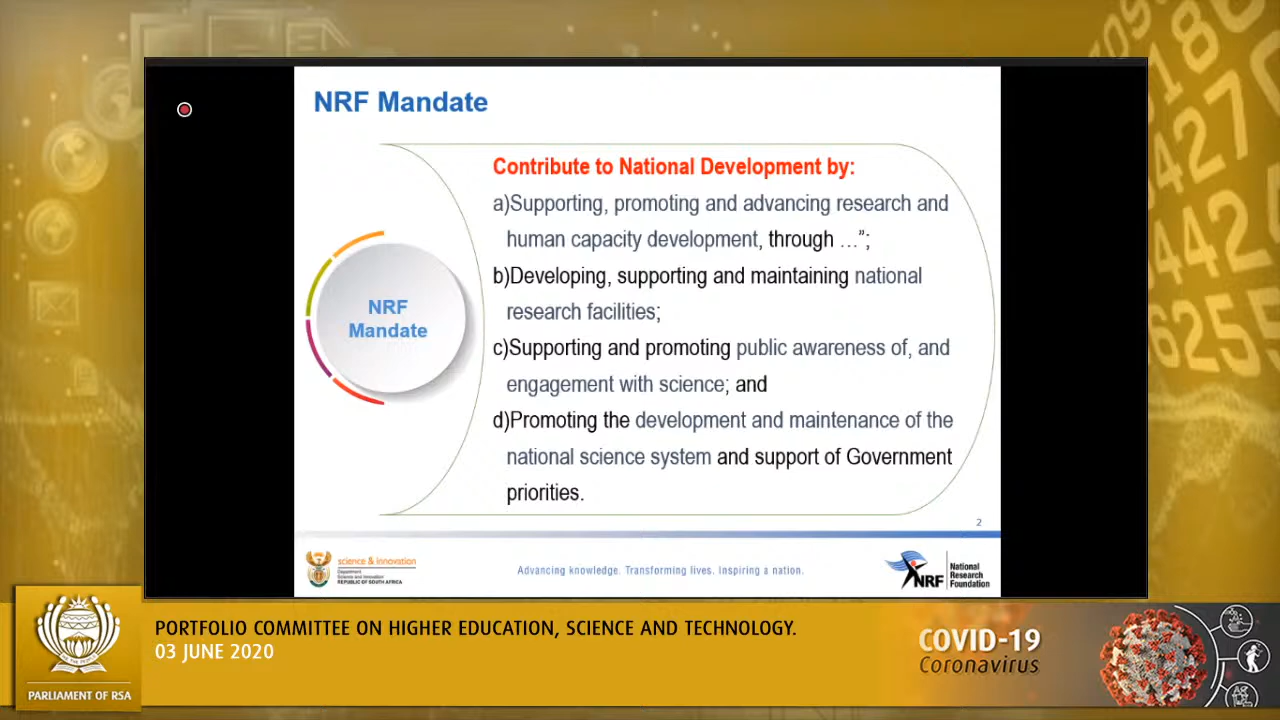 NRF Mandate
Contribute to National Development by:
a)Supporting, promoting and advancing research and
human capacity development, through …”;
b)Developing, supporting and maintaining national
research facilities;
c)Supporting and promoting public awareness of, and
engagement with science; and
d)Promoting the development and maintenance of the
national science system and support of Government
priorities.
NRF
Mandate
2
science & innovation
Department
Science and Innovation
REPUBLIC OF SOUTH AFRICA
Advancing knowledge. Transforming lives. Inspiring a nation.
NRF
National
Research
Foundation
PORTFOLIO COMMITTEE ON HIGHER EDUCATION, SCIENCE AND TECHNOLOGY.
03 JUNE 2020
PARLIAMENT OF RSA
COVID-19
Coronavirus